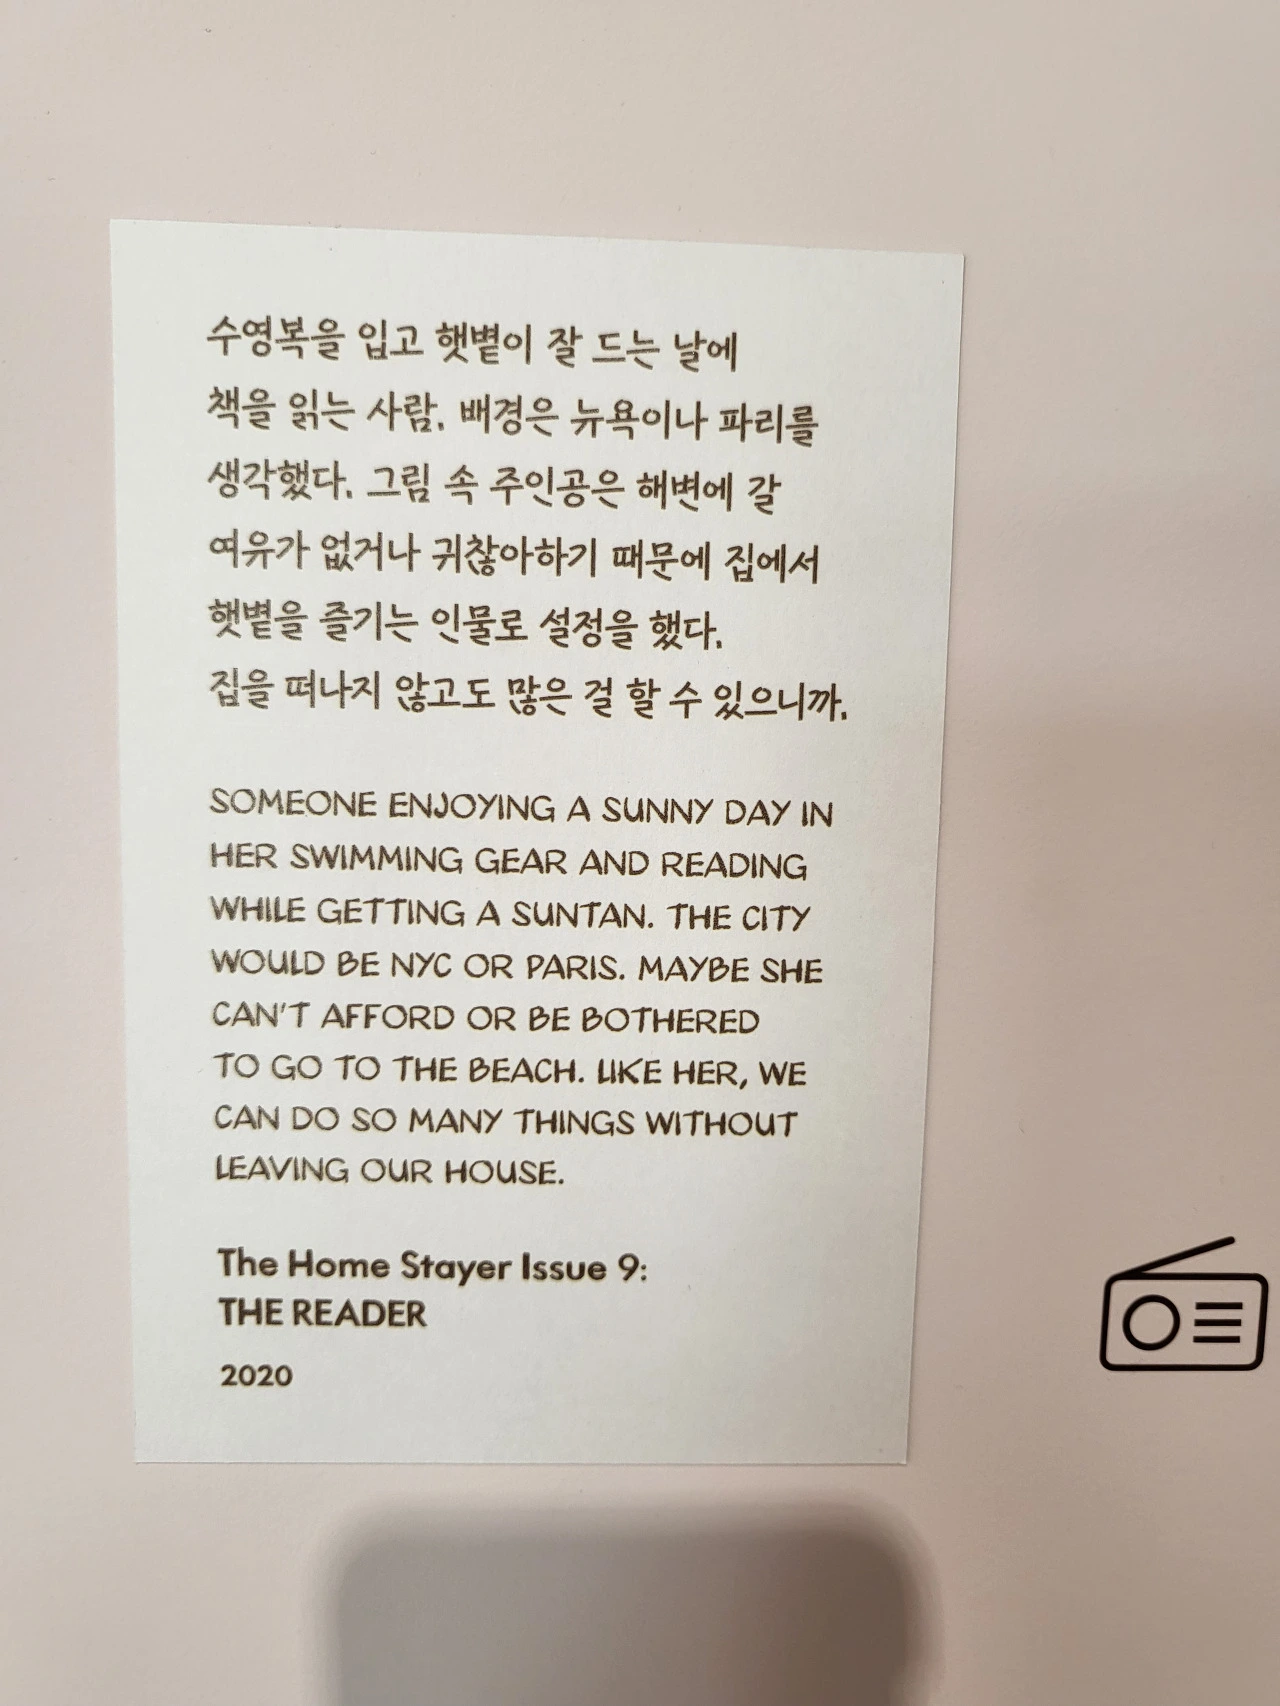 수영복을 입고 햇볕이 잘 드는 날에
책을 읽는 사람. 배경은 뉴욕이나 파리를
생각했다. 그림 속 주인공은 해변에 갈
여유가 없거나 귀찮아하기 때문에 집에서
햇볕을 즐기는 인물로 설정을 했다.
집을 떠나지 않고도 많은 걸 할 수 있으니까.
SOMEONE ENJOYING A SUNNY DAY IN
HER SWIMMING GEAR AND READING
WHILE GETTING A SUNTAN. THE CITY
WOULD BE NYC OR PARIS. MAYBE SHE
CAN'T AFFORD OR BE BOTHERED
TO GO TO THE BEACH. LIKE HER, WE
CAN DO SO MANY THINGS WITHOUT
LEAVING OUR HOUSE.
The Home Stayer Issue 9:
THE READER
2020